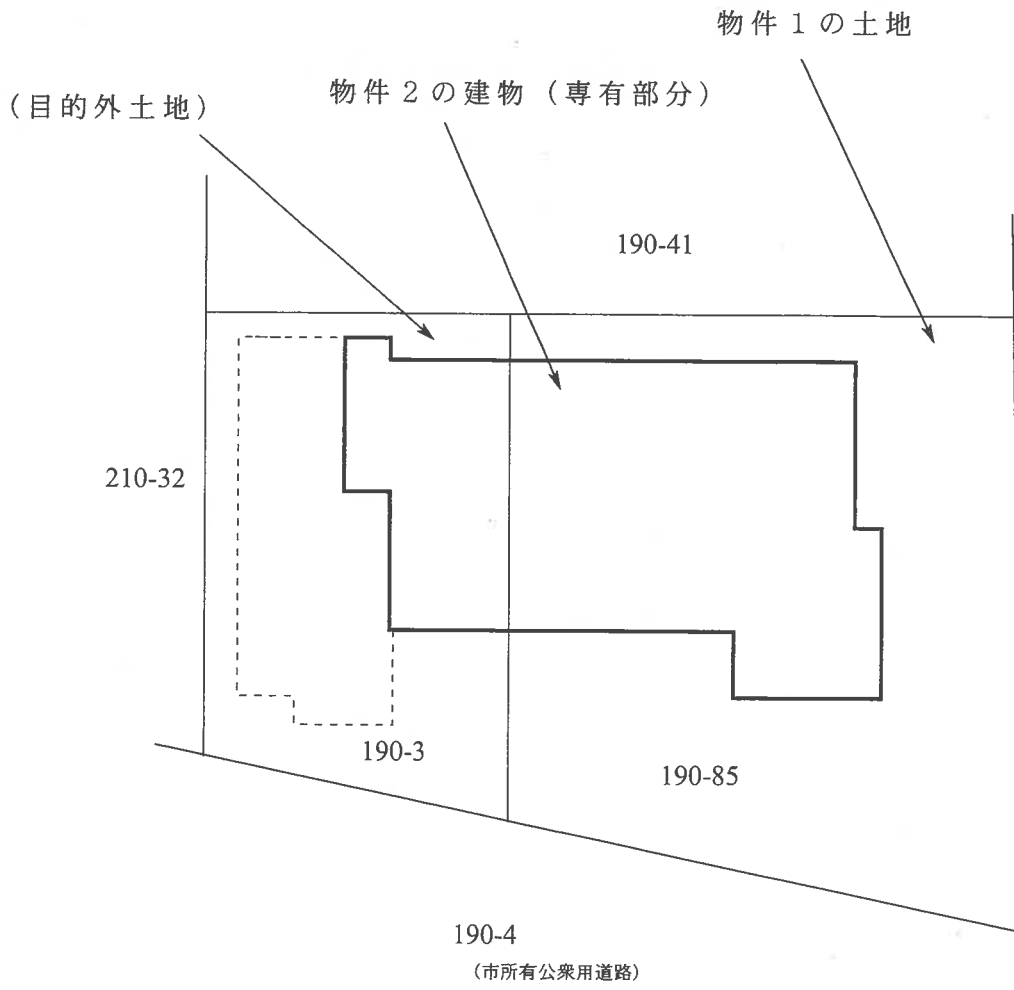 物件1の土地
物件2の建物（専有部分）
（目的外土地）
190-41
210-32
190-3
190-85
190-4
（市所有公衆用道路）